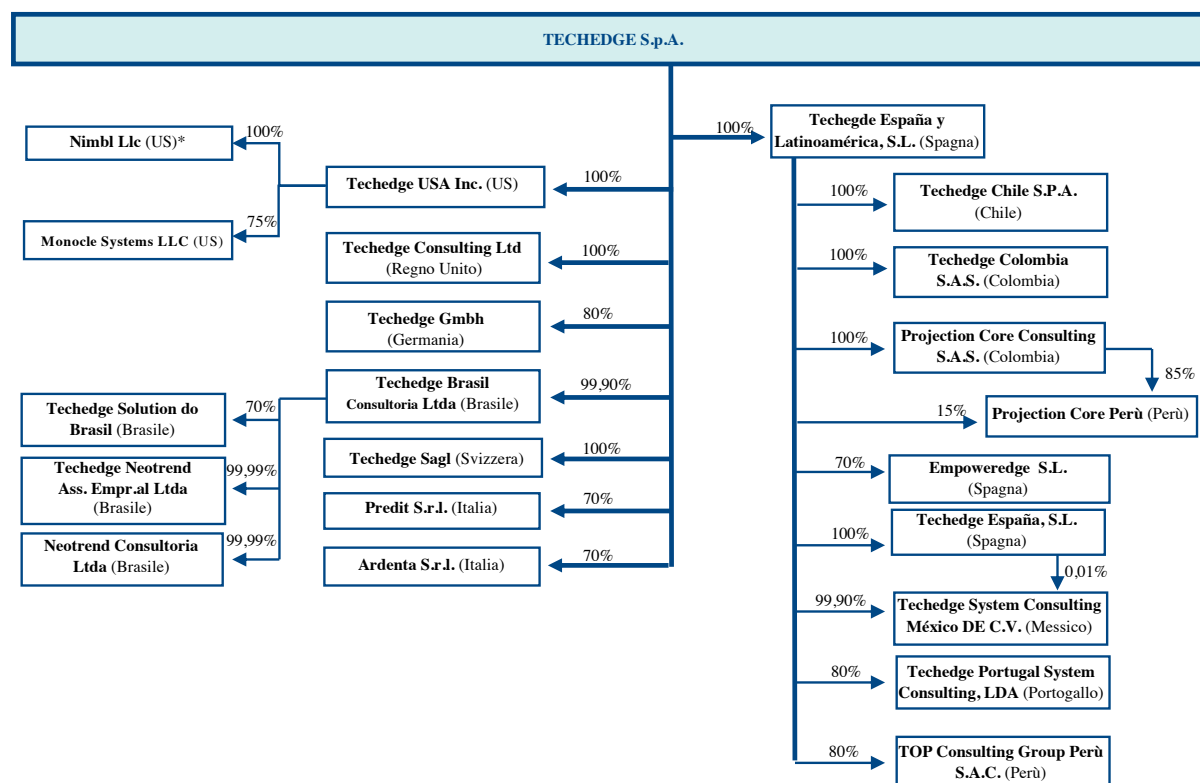 TECHEDGE S.p.A.
Nimbl Llc (US)*
100%
Techedge USA Inc. (US)
100%
Monocle Systems LLC (US)
75%
Techedge Consulting Ltd
(Regno Unito)
100%
Techedge Gmbh
(Germania)
80%
Techedge Brasil
Consultoria Ltda (Brasile)
99,90%
Techedge Solution do
Brasil (Brasile)
70%
Techedge Neotrend
Ass. Empr.al Ltda
(Brasile)
99,99%
Neotrend Consultoria
Ltda (Brasile)
99,99%
Techedge Sagl (Svizzera)
100%
Predit S.r.l. (Italia)
70%
Ardenta S.r.l. (Italia)
70%
100%
Techegde España y
Latinoamérica, S.L. (Spagna)
100%
Techedge Chile S.P.A.
(Chile)
100%
Techedge Colombia
S.A.S. (Colombia)
100%
Projection Core Consulting
S.A.S. (Colombia)
85%
15%
Projection Core Perù (Perù)
70%
Empoweredge S.L.
(Spagna)
100%
Techedge España, S.L.
(Spagna)
0,01%
99,90%
Techedge System Consulting
México DE C.V. (Messico)
80%
Techedge Portugal System
Consulting, LDA (Portogallo)
80%
TOP Consulting Group Perù
S.A.C. (Perù)